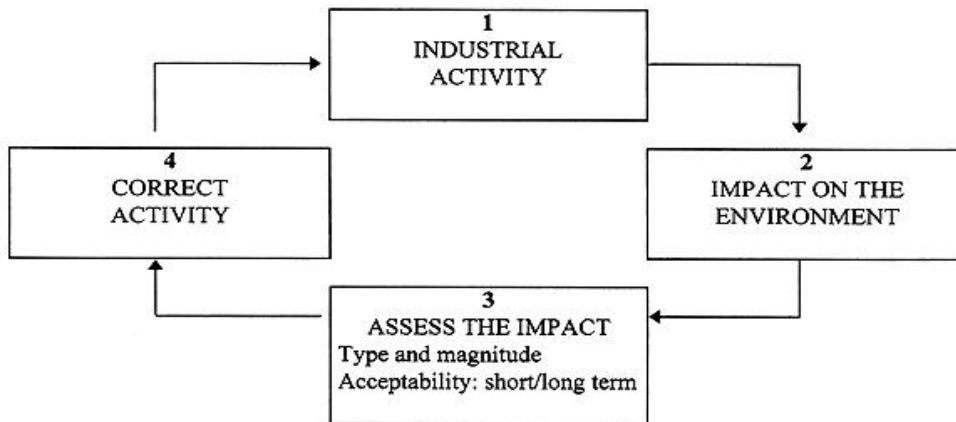 1
INDUSTRIAL
ACTIVITY
2
IMPACT ON THE
ENVIRONMENT
3
ASSESS THE IMPACT
Type and magnitude
Acceptability: short/long term
4
CORRECT
ACTIVITY